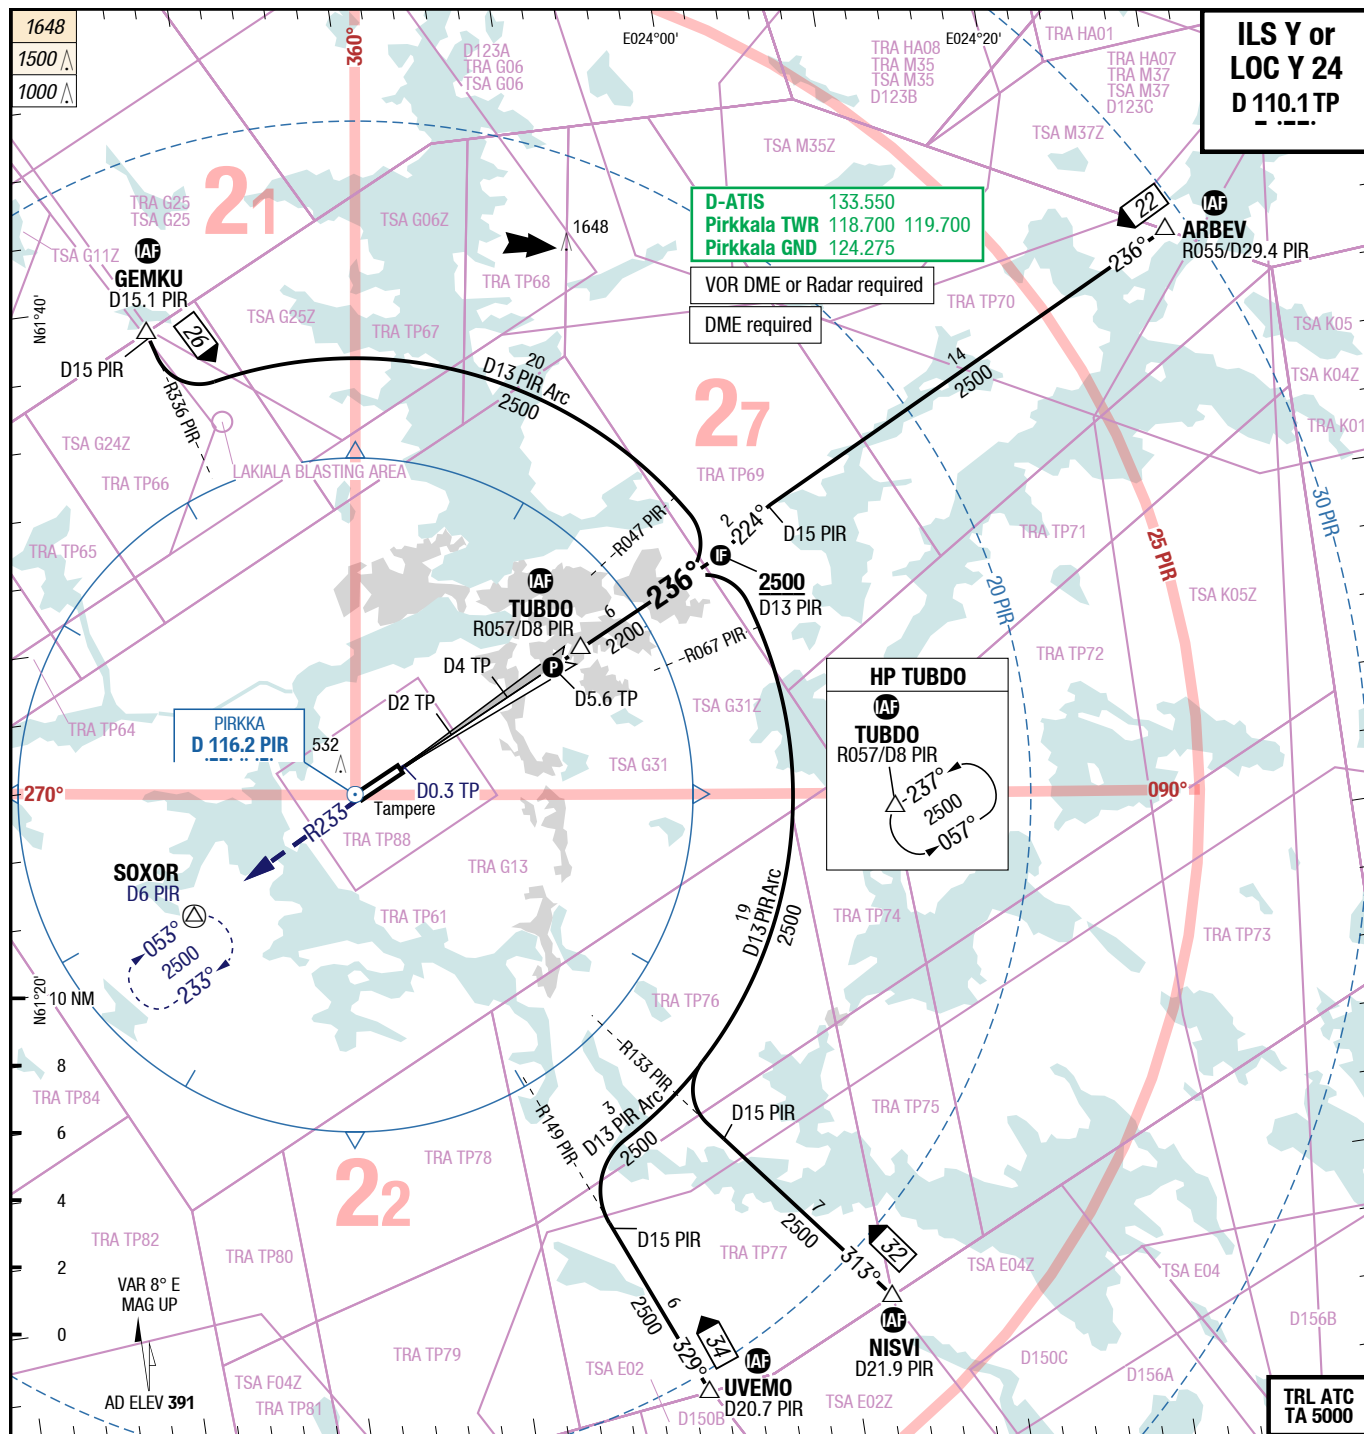 1648
1500
1000
360°
E024°00'
E024°20'
ILS Y or
LOC Y 24
D 110.1 TP
D123A
TRA G06
TSA G06
TRA HA08
TRA M35
TSA M35
D123B
TRA HA01
TRA HA07
TRA M37
TSA M37
D123C
TSA M37Z
TSA M35Z
21
TRA G25
TSA G25
TSA G06Z
TSA G11Z
1648
D-ATIS 133.550
Pirkkala TWR 118.700 119.700
Pirkkala GND 124.275
VOR DME or Radar required
DME required
22
IAF
ARBEV
R055/D29.4 PIR
236°
IAF
GEMKU
D15.1 PIR
TRA TP68
TRA TP70
N61°40'
26
TSA G25Z
TRA TP67
TSA K05
D15 PIR
20
D13 PIR Arc
2500
14
2500
TSA K04Z
-R336 PIR-
27
TRA K01
TSA G24Z
LAKIALA BLASTING AREA
TRA TP69
TRA TP66
30 PIR
-R047 PIR-
2
224°
D15 PIR
TRA TP71
25 PIR
TRA TP65
IF
2500
D13 PIR
236°
IAF
TUBDO
R057/D8 PIR
6
2200
20 PIR
TSA K05Z
-R067 PIR-
TRA TP72
D4 TP
P
D5.6 TP
HP TUBDO
IAF
TUBDO
R057/D8 PIR
237°
2500
057°
D2 TP
TSA G31Z
TRA TP64
PIRKKA
D 116.2 PIR
532
TSA G31
270°
D0.3 TP
Tampere
090°
R233
TRA TP88
TRA G13
SOXOR
D6 PIR
053°
2500
233°
TRA TP61
19
D13 PIR Arc
2500
TRA TP74
TRA TP73
N61°20'
10 NM
TRA TP76
8
-R133 PIR
TRA TP84
3
D13 PIR Arc
2500
D15 PIR
TRA TP75
6
-R149 PIR-
TRA TP78
4
22
7
2500
313°
32
TRA TP82
TRA TP80
D15 PIR
TRA TP77
2
TSA E04Z
TSA E04
VAR 8° E
MAG UP
6
2500
329°
34
0
IAF
NISVI
D21.9 PIR
D156B
TRA TP79
TSA E02
D150C
D156A
IAF
UVEMO
D20.7 PIR
TSA F04Z
TRA TP81
AD ELEV 391
D150B
TSA E02Z
TRL ATC
TA 5000